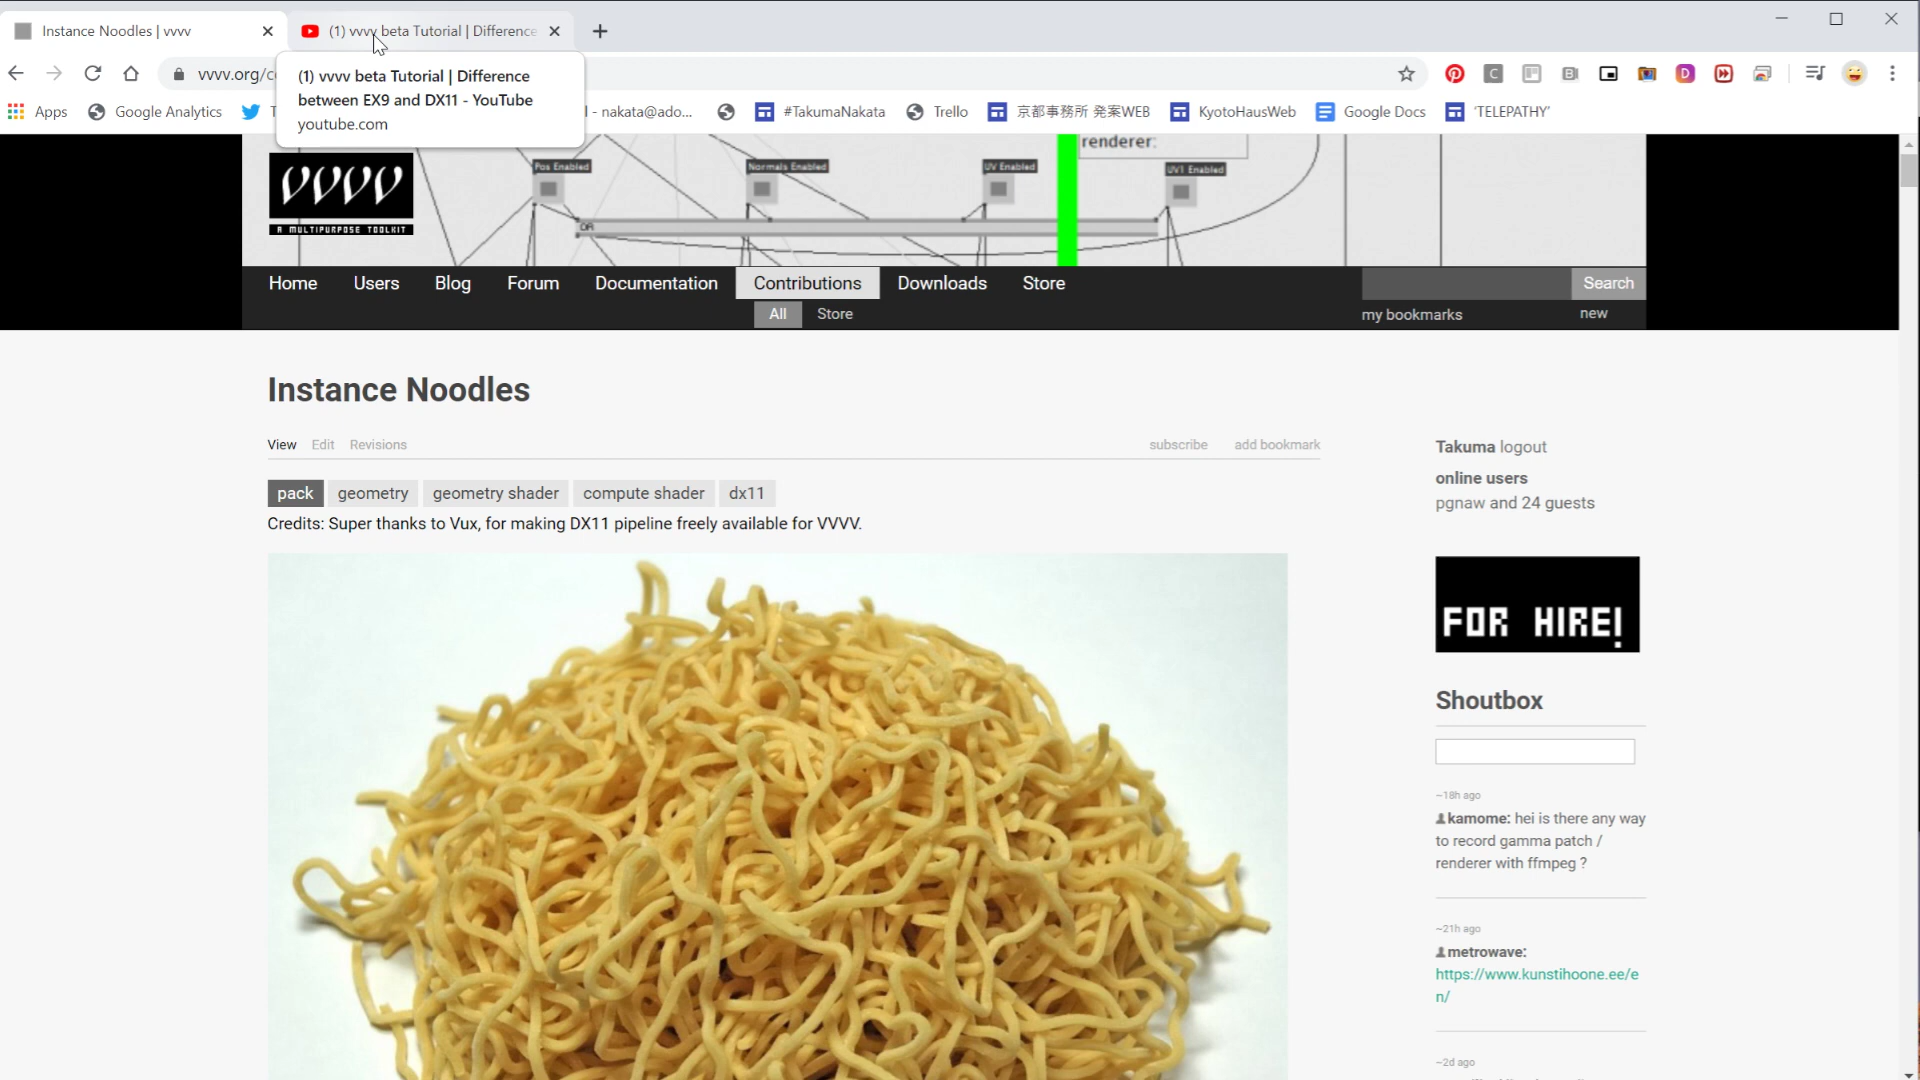 Instance Noodles | vvvv
(1) vvvv beta Tutorial | Difference
vvvv.org/c
(1) vvvv beta Tutorial | Difference
between EX9 and DX11 - YouTube
youtube.com
Apps
Google Analytics
l - nakata@ado...
#TakumaNakata
Trello
京都事務所 発案WEB
KyotoHausWeb
Google Docs
'TELEPATHY'
renderer:
Pos Enabled
Normals Enabled
UV Enabled
UV1 Enabled
OR
vvvv
A MULTIPURPOSE TOOLKIT
Home
Users
Blog
Forum
Documentation
Contributions
Downloads
Store
Search
All
Store
my bookmarks
new
Instance Noodles
View
Edit
Revisions
subscribe
add bookmark
pack
geometry
geometry shader
compute shader
dx11
Credits: Super thanks to Vux, for making DX11 pipeline freely available for VVVV.
Takuma logout
online users
pgnaw and 24 guests
FOR HIRE!
Shoutbox
~18h ago
kamome: hei is there any way
to record gamma patch /
renderer with ffmpeg ?
~21h ago
metrowave:
https://www.kunstihoone.ee/e
n/
~2d ago